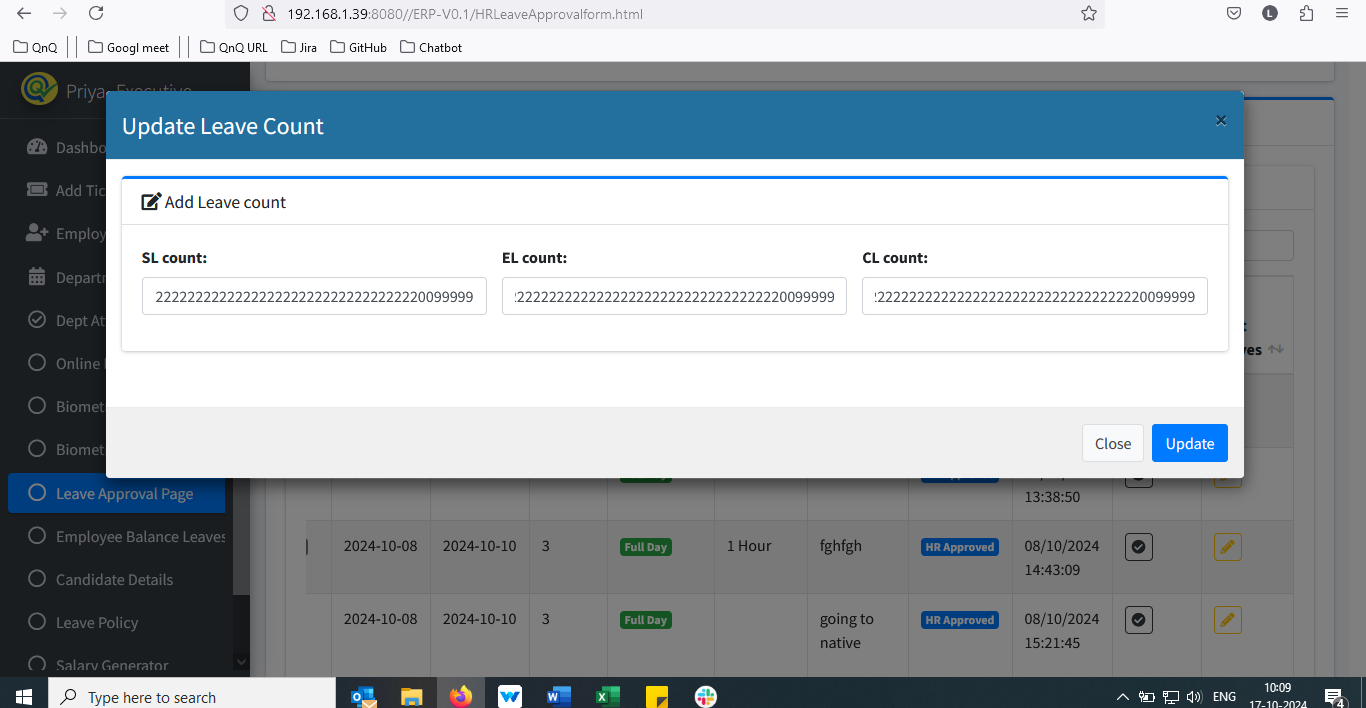 192.168.1.39:8080//ERP-V0.1/HRLeaveApprovalform.html
L
QnQ
Googl meet
QnQ URL
Jira
GitHub
Chatbot
Priya
Executive
Update Leave Count
×
Add Leave count
SL count:
EL count:
CL count:
Close
Update
Dashbo
Add Tic
Employ
Departr
Dept At
Online
Biomet
Biomet
Leave Approval Page
Employee Balance Leaves
Candidate Details
Leave Policy
Salary Generator
13:38:50
2024-10-08 2024-10-10 3 Full Day 1 Hour fghfgh HR Approved 08/10/2024
14:43:09
2024-10-08 2024-10-10 3 Full Day going to HR Approved 08/10/2024
native 15:21:45
Type here to search
ENG
10:09
17-10-2024
4